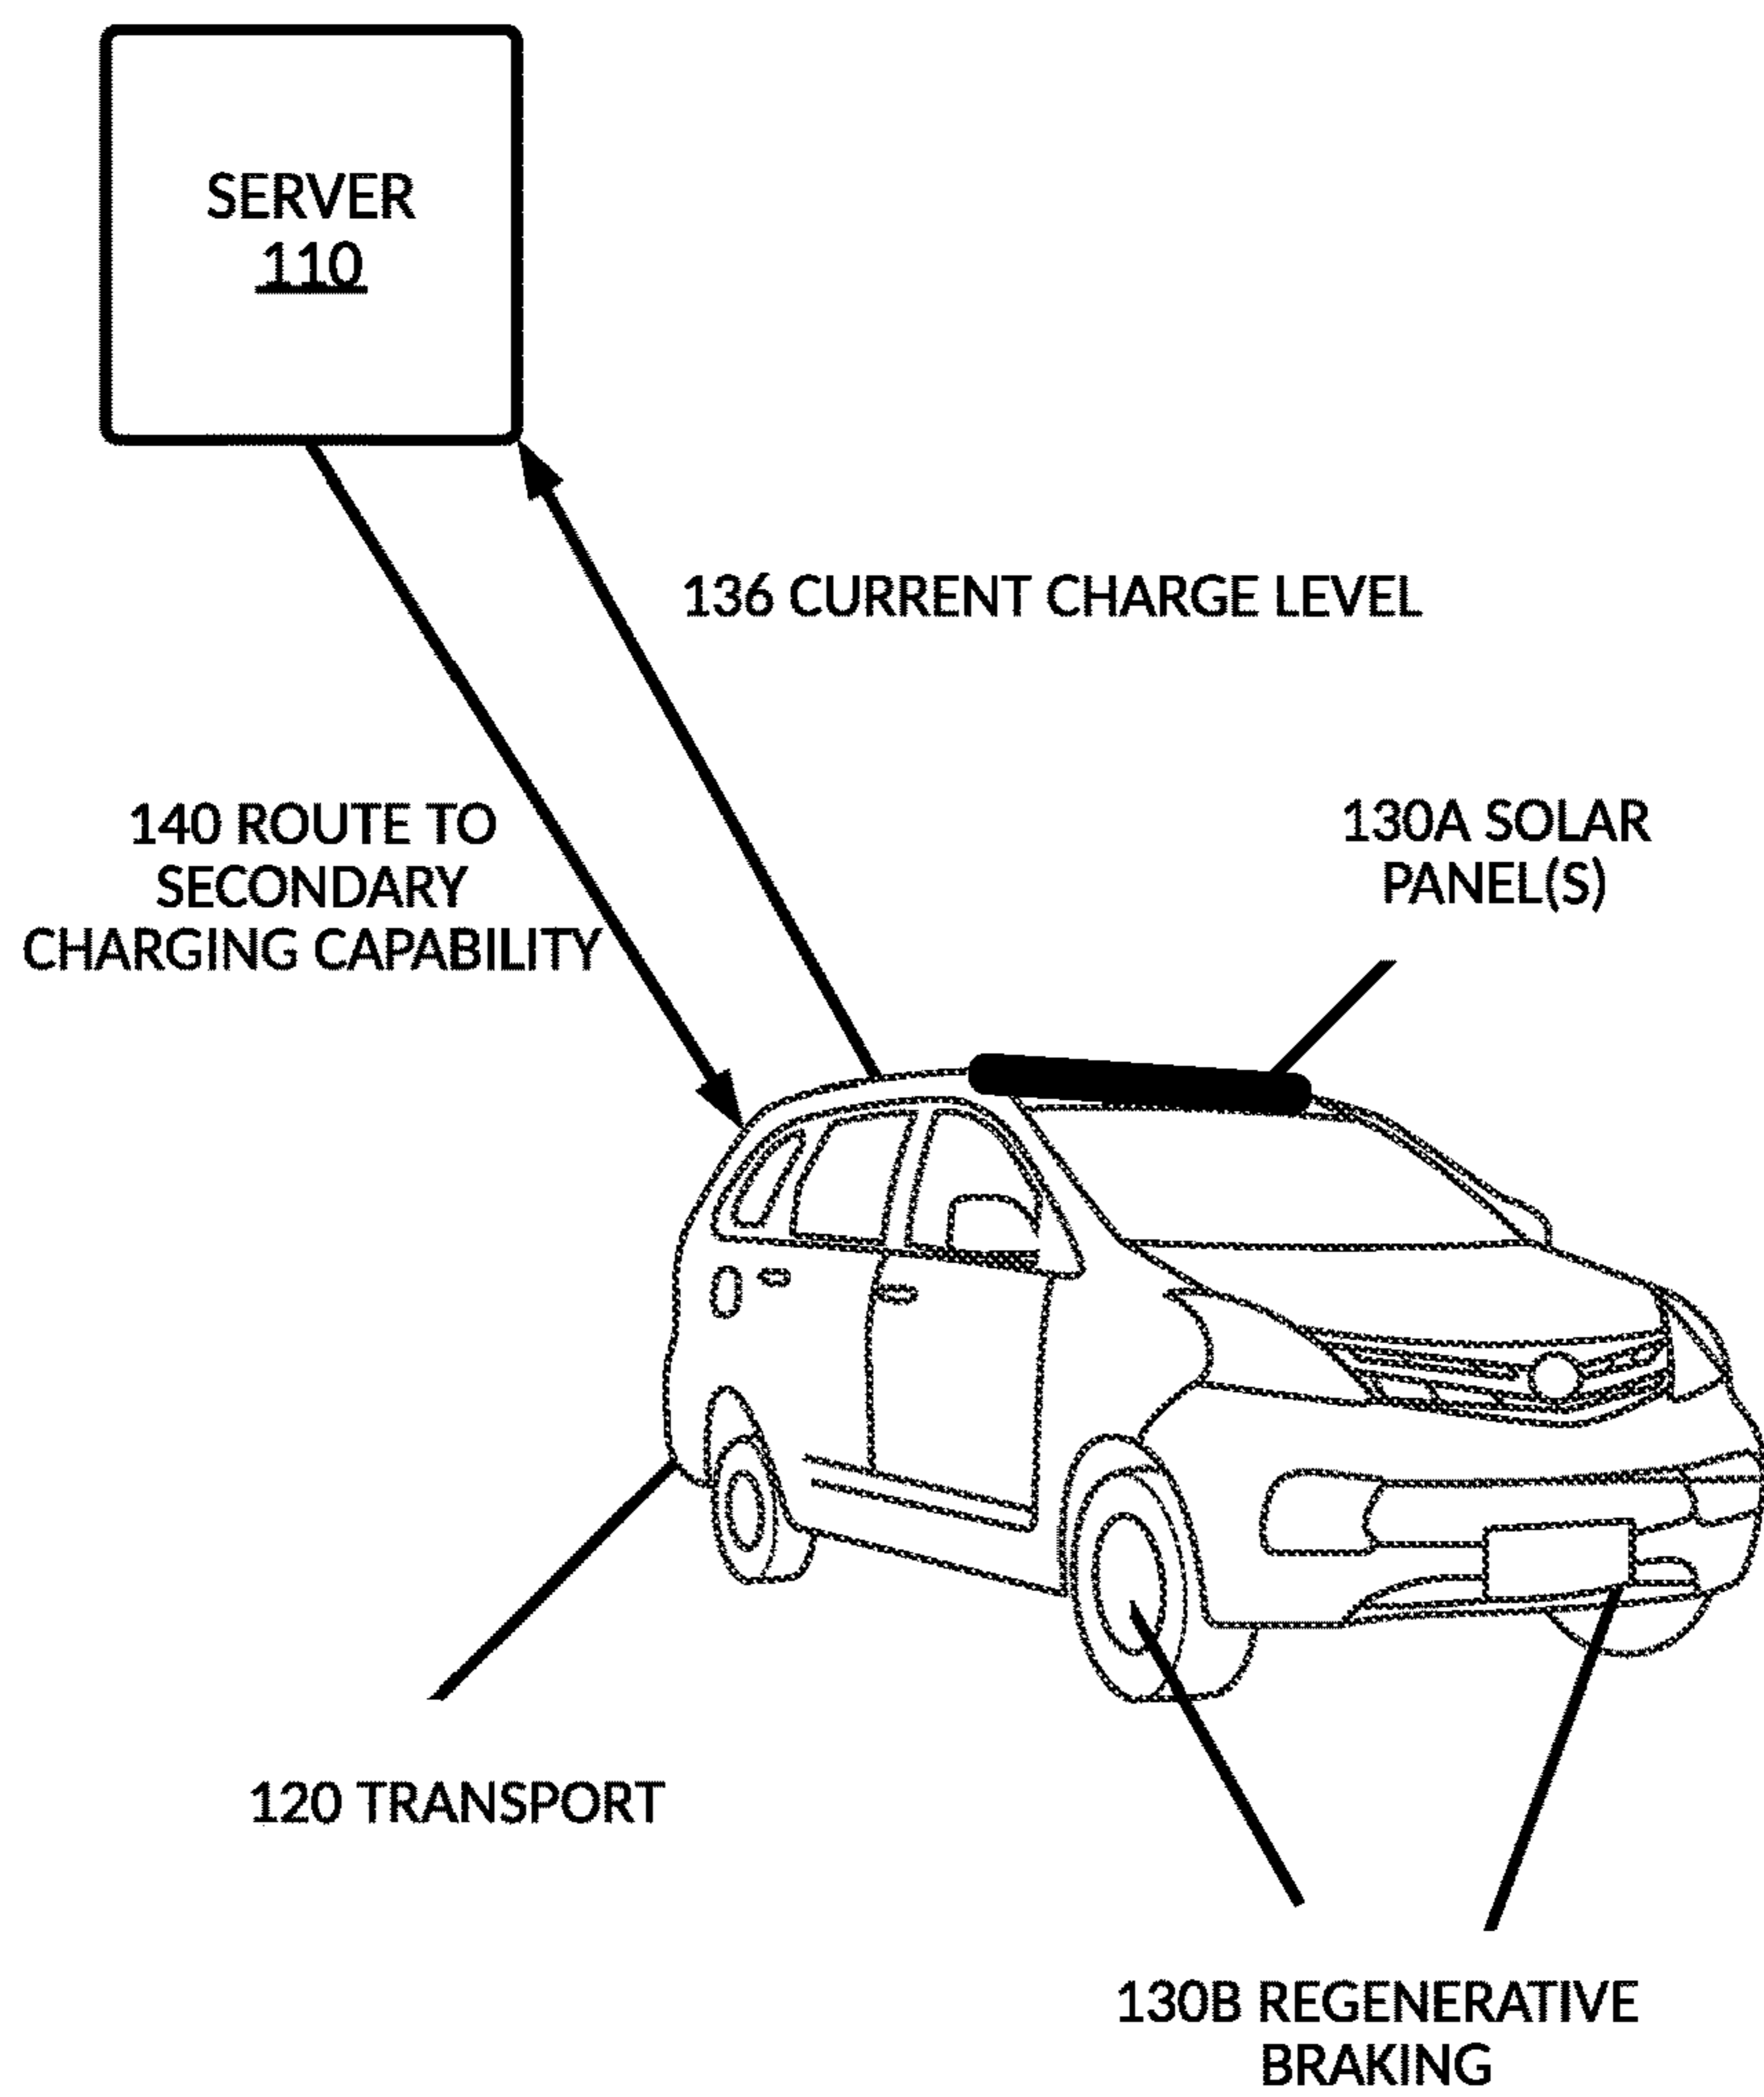 SERVER
110
136 CURRENT CHARGE LEVEL
140 ROUTE TO
SECONDARY
CHARGING CAPABILITY
130A SOLAR
PANEL(S)
120 TRANSPORT
130B REGENERATIVE
BRAKING